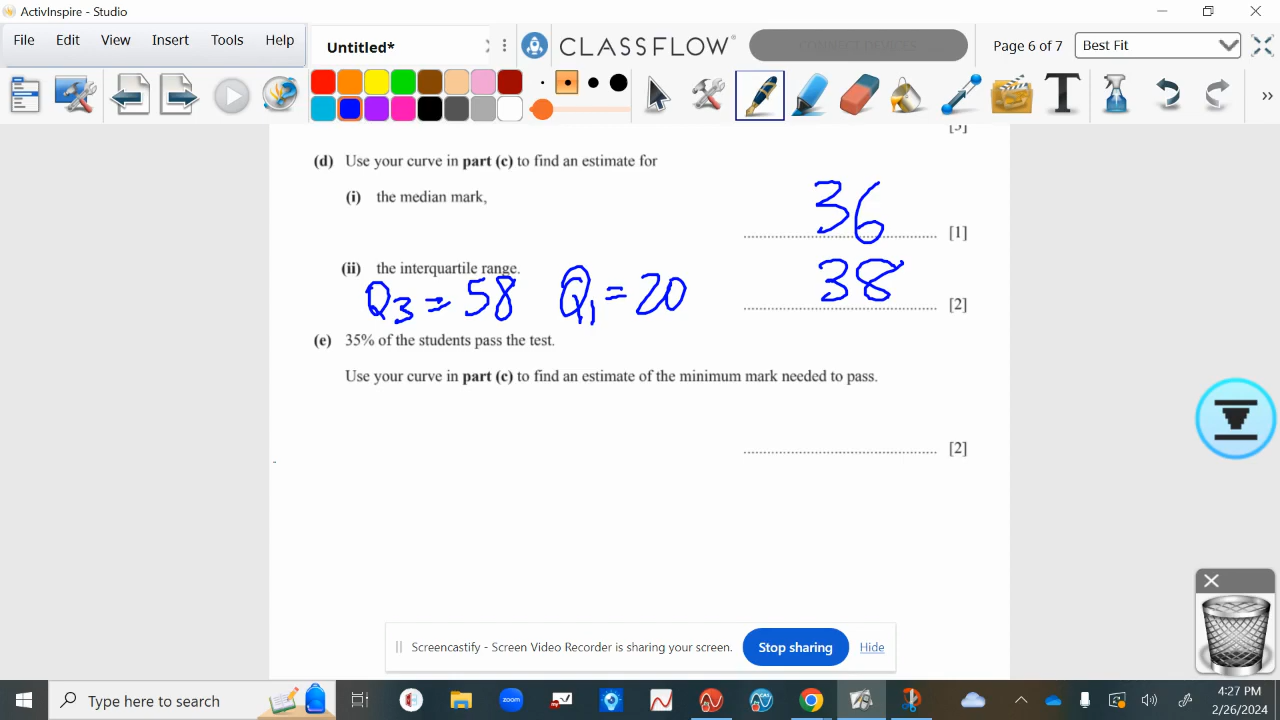 ActivInspire - Studio
File Edit View Insert Tools Help
Untitled*
CLASSFLOW
CONNECT DEVICES
Page 6 of 7
Best Fit
[3]
(d) Use your curve in part (c) to find an estimate for
(i) the median mark,
36
[1]
(ii) the interquartile range.
Q3 = 58 Q1 = 20
38
[2]
(e) 35% of the students pass the test.
Use your curve in part (c) to find an estimate of the minimum mark needed to pass.
[2]
Screencastify - Screen Video Recorder is sharing your screen.
Stop sharing
Hide
Type here to search
zoom
4:27 PM
2/26/2024